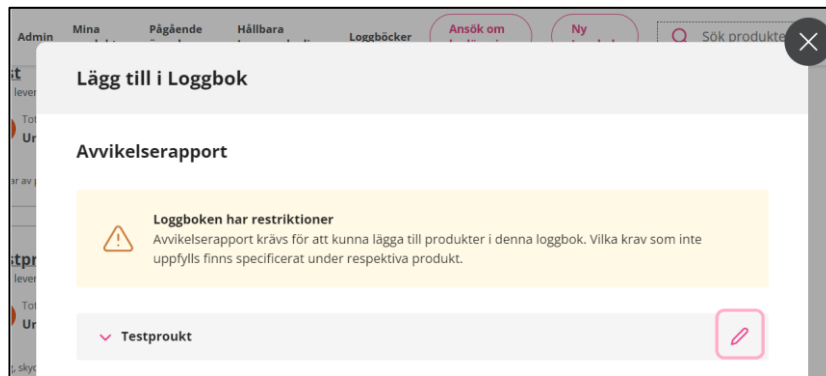 Admin
Mina
Pågående
Hållbara
Loggböcker
Ansök om
Ny
Sök produkte
Lägg till i Loggbok
Avvikelserapport
Loggboken har restriktioner
Avvikelserapport krävs för att kunna lägga till produkter i denna loggbok. Vilka krav som inte
uppfylls finns specificerat under respektiva produkt.
Testproukt